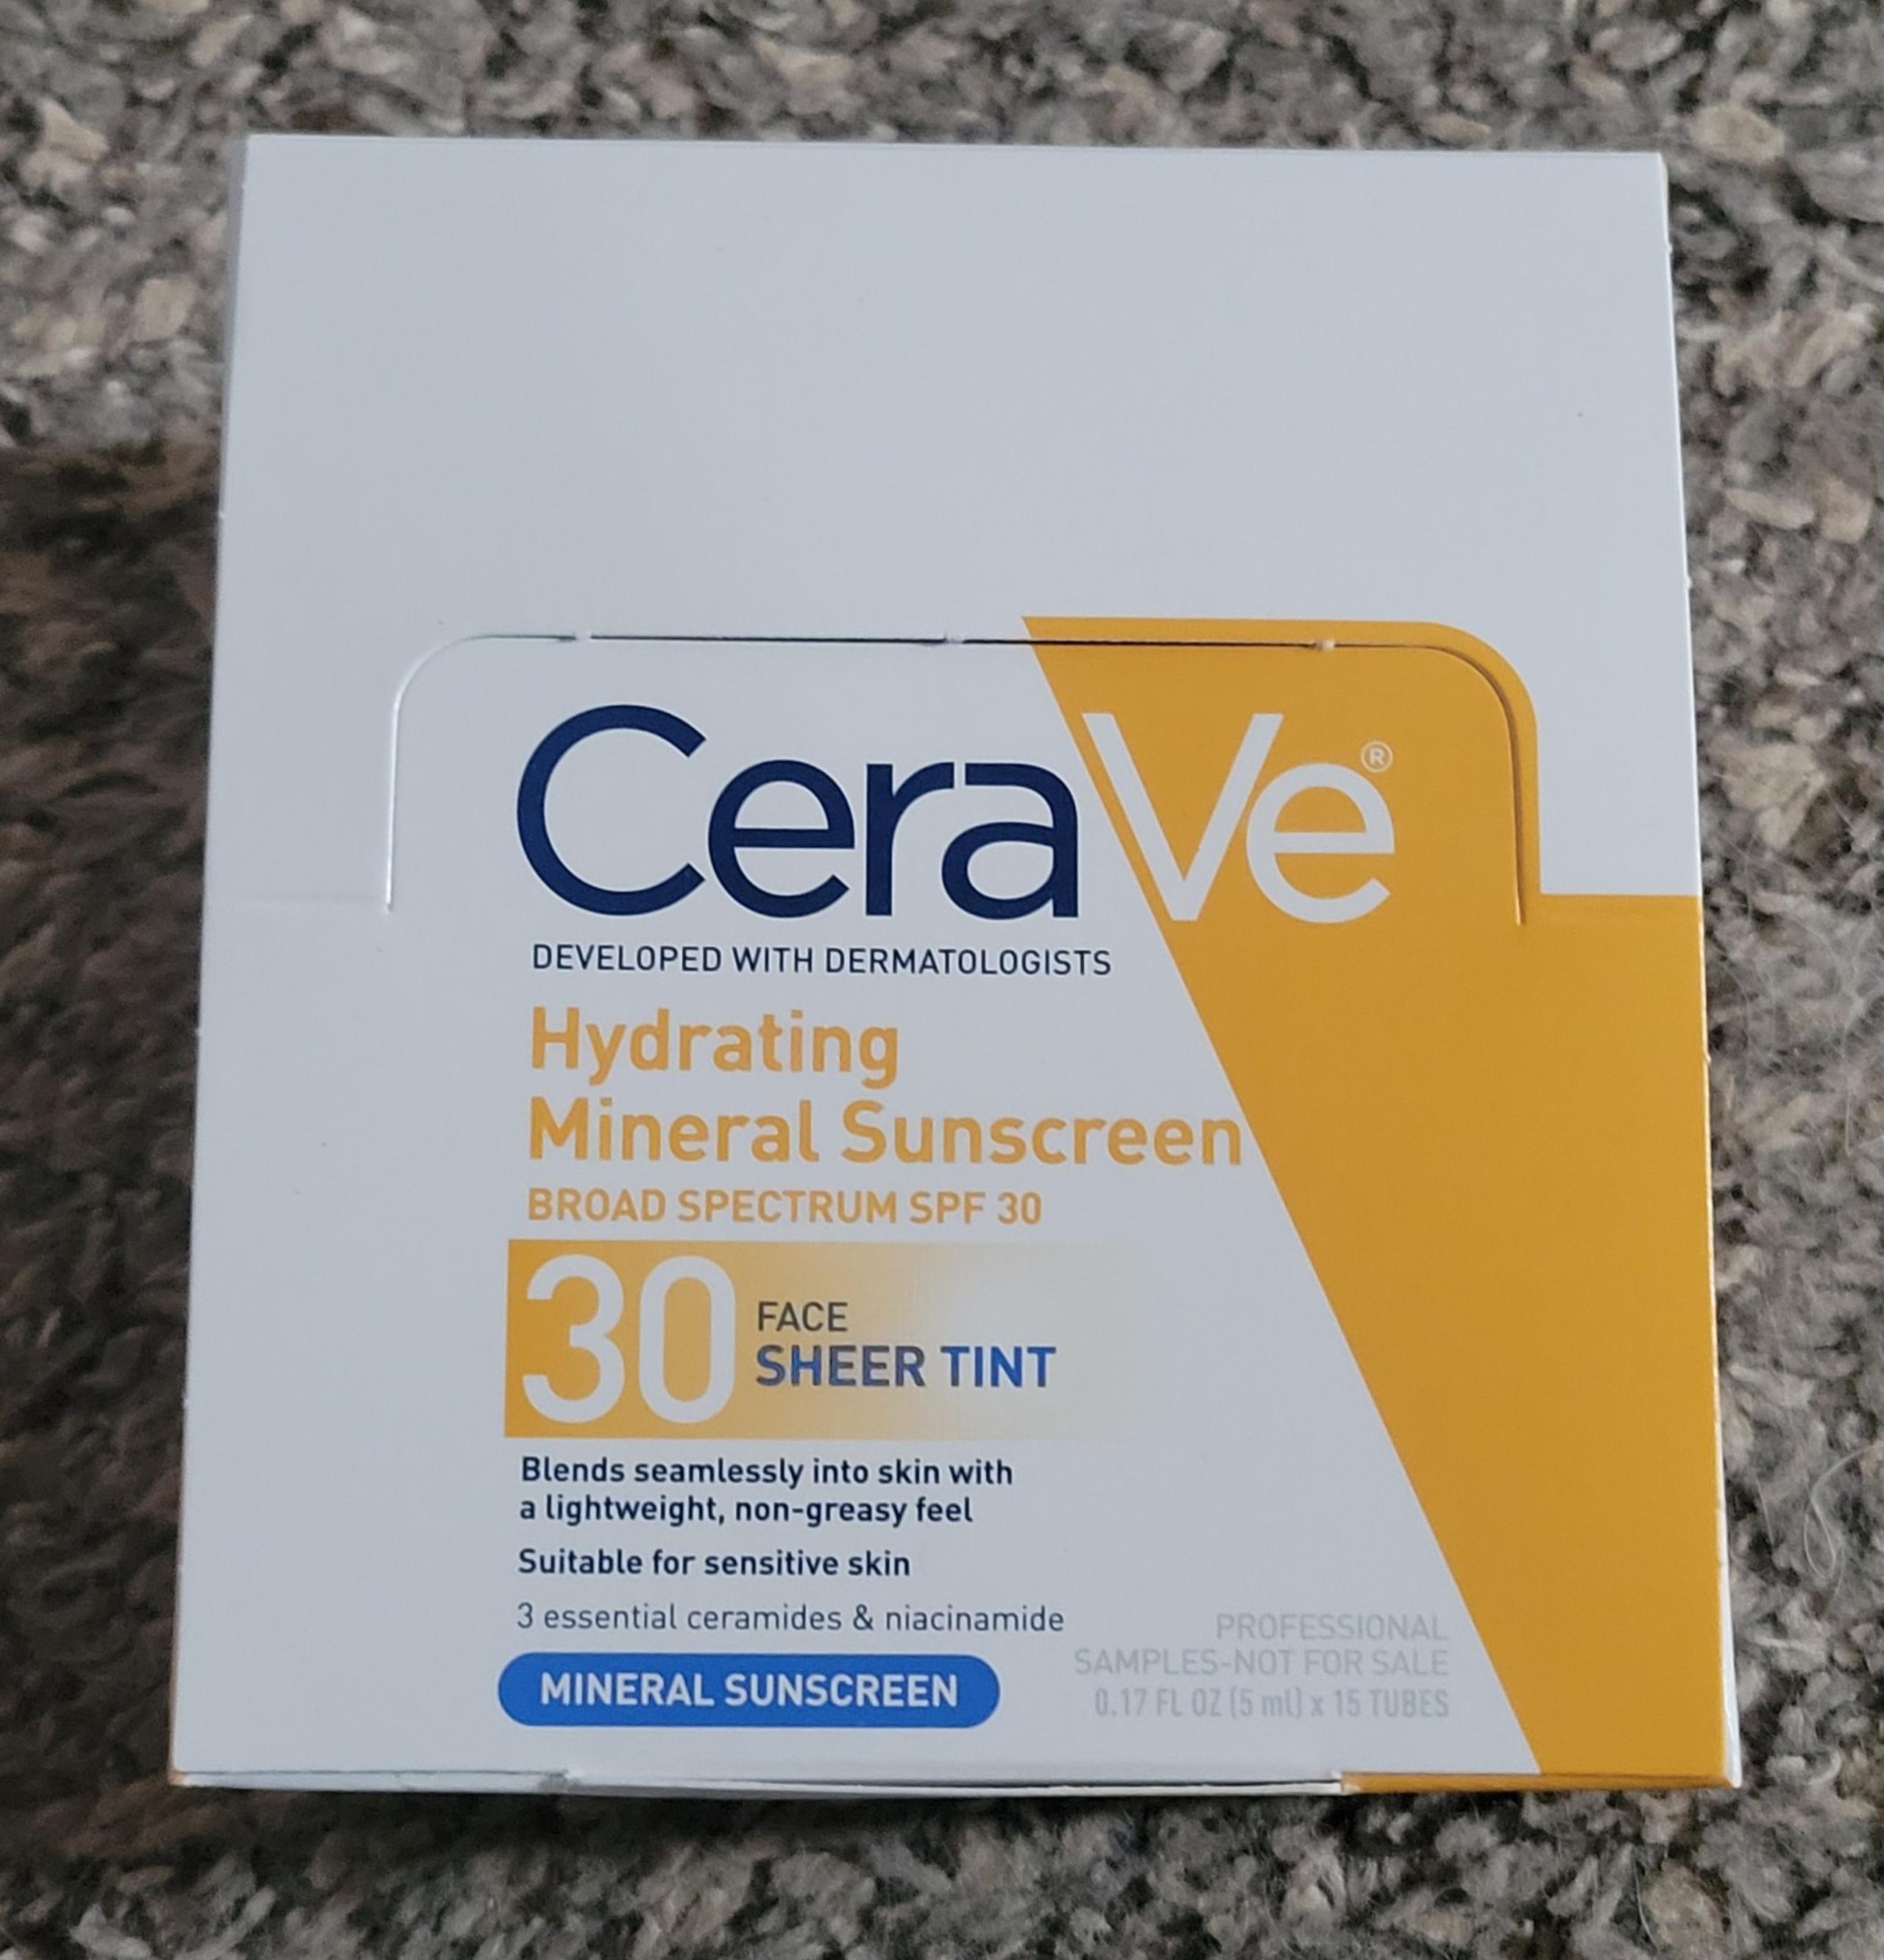 CeraVe®
DEVELOPED WITH DERMATOLOGISTS
Hydrating
Mineral Sunscreen
BROAD SPECTRUM SPF 30
30
FACE
SHEER TINT
Blends seamlessly into skin with
a lightweight, non-greasy feel
Suitable for sensitive skin
3 essential ceramides & niacinamide
MINERAL SUNSCREEN
PROFESSIONAL
SAMPLES-NOT FOR SALE
0.17 FL OZ (5 ml) x 15 TUBES